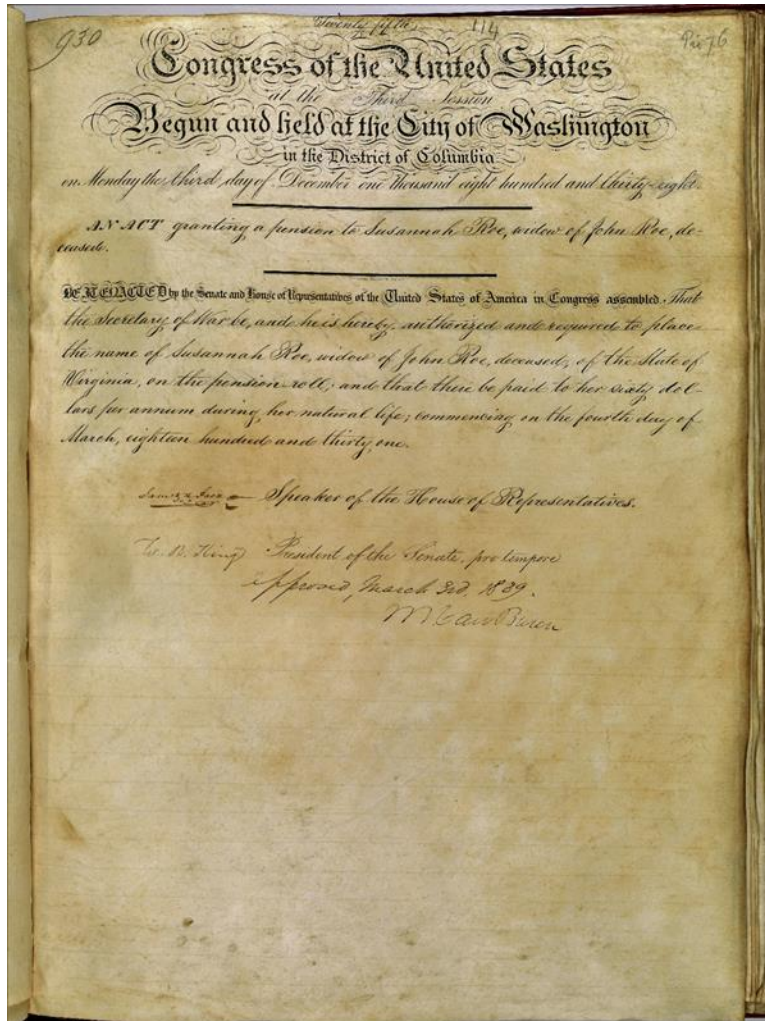 930 Seventy fifth 114 Pri 76
Congress of the United States
at the Third Session
Begun and held at the City of Washington
in the District of Columbia
on Monday the third day of December one thousand eight hundred and thirty-eight.
AN ACT granting a pension to Susannah Roe, widow of John Roe, de-
ceased.
BE IT ENACTED by the Senate and House of Representatives of the United States of America in Congress assembled, That
the Secretary of War be, and he is hereby, authorized and required to place
the name of Susannah Roe, widow of John Roe, deceased, of the State of
Virginia, on the pension roll; and that there be paid to her sixty dol-
lars per annum during her natural life; commencing on the fourth day of
March, eighteen hundred and thirty one.
Speaker of the House of Representatives.
W. R. King President of the Senate, pro tempore
Approved, March 3rd, 1839.
M Van Buren